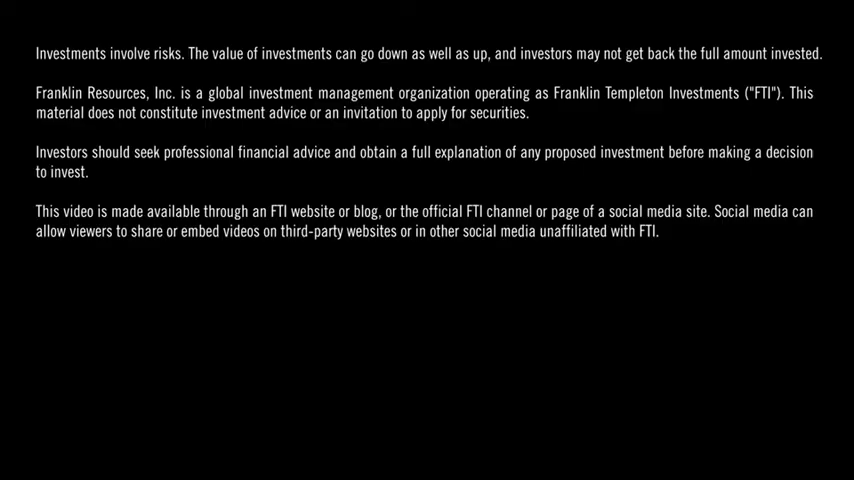 Investments involve risks. The value of investments can go down as well as up, and investors may not get back the full amount invested.
Franklin Resources, Inc. is a global investment management organization operating as Franklin Templeton Investments ("FTI"). This
material does not constitute investment advice or an invitation to apply for securities.
Investors should seek professional financial advice and obtain a full explanation of any proposed investment before making a decision
to invest.
This video is made available through an FTI website or blog, or the official FTI channel or page of a social media site. Social media can
allow viewers to share or embed videos on third-party websites or in other social media unaffiliated with FTI.